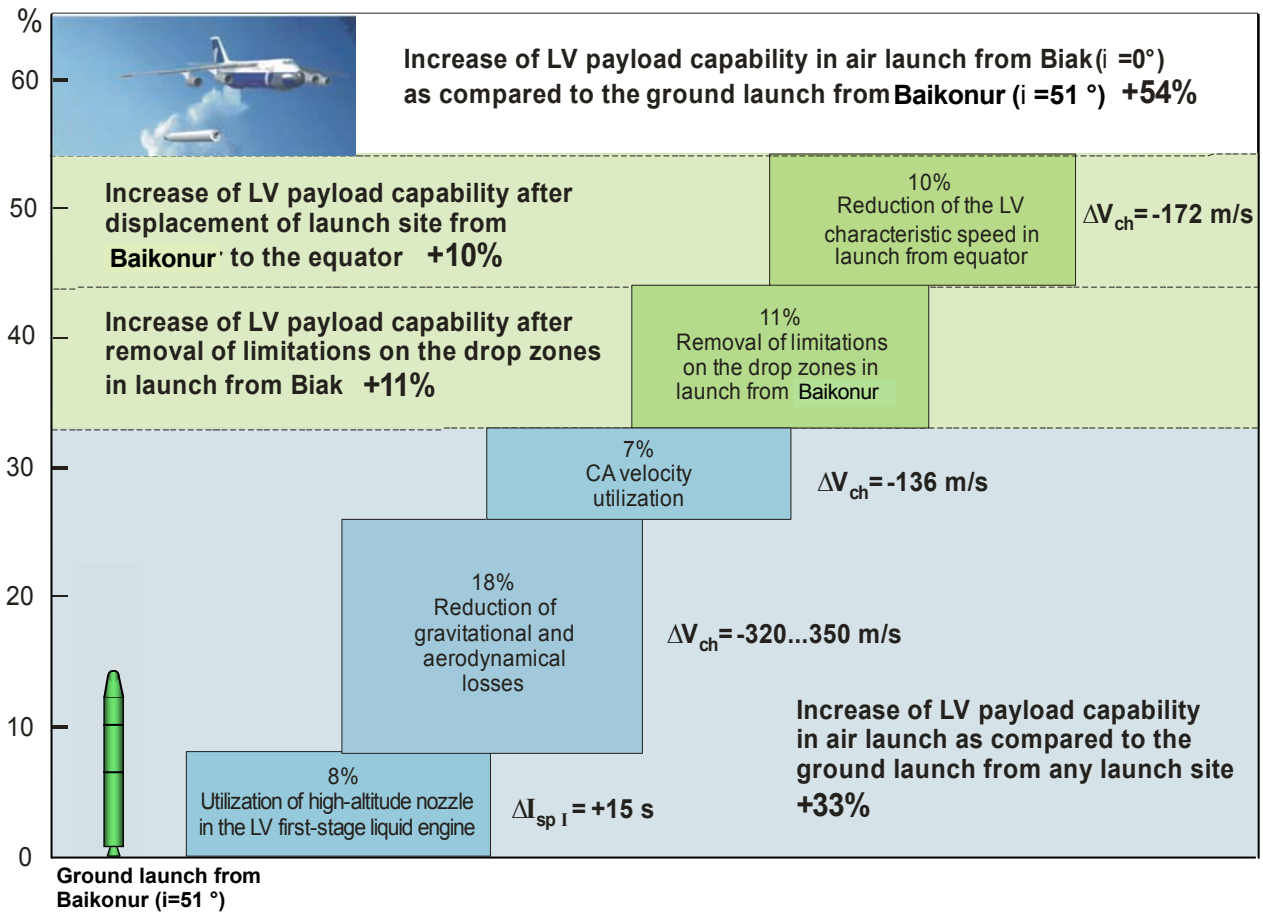 %
60
50
40
30
20
10
0
Increase of LV payload capability in air launch from Biak (i =0°)
as compared to the ground launch from Baikonur (i =51 °) +54%
Increase of LV payload capability after
displacement of launch site from
Baikonur to the equator +10%
10%
Reduction of the LV
characteristic speed in
launch from equator
ΔVch= -172 m/s
Increase of LV payload capability after
removal of limitations on the drop zones
in launch from Biak +11%
11%
Removal of limitations
on the drop zones in
launch from Baikonur
7%
CA velocity
utilization
ΔVch= -136 m/s
18%
Reduction of
gravitational and
aerodynamical
losses
ΔVch= -320...350 m/s
8%
Utilization of high-altitude nozzle
in the LV first-stage liquid engine
ΔIsp I = +15 s
Increase of LV payload capability
in air launch as compared to the
ground launch from any launch site
+33%
Ground launch from
Baikonur (i=51 °)